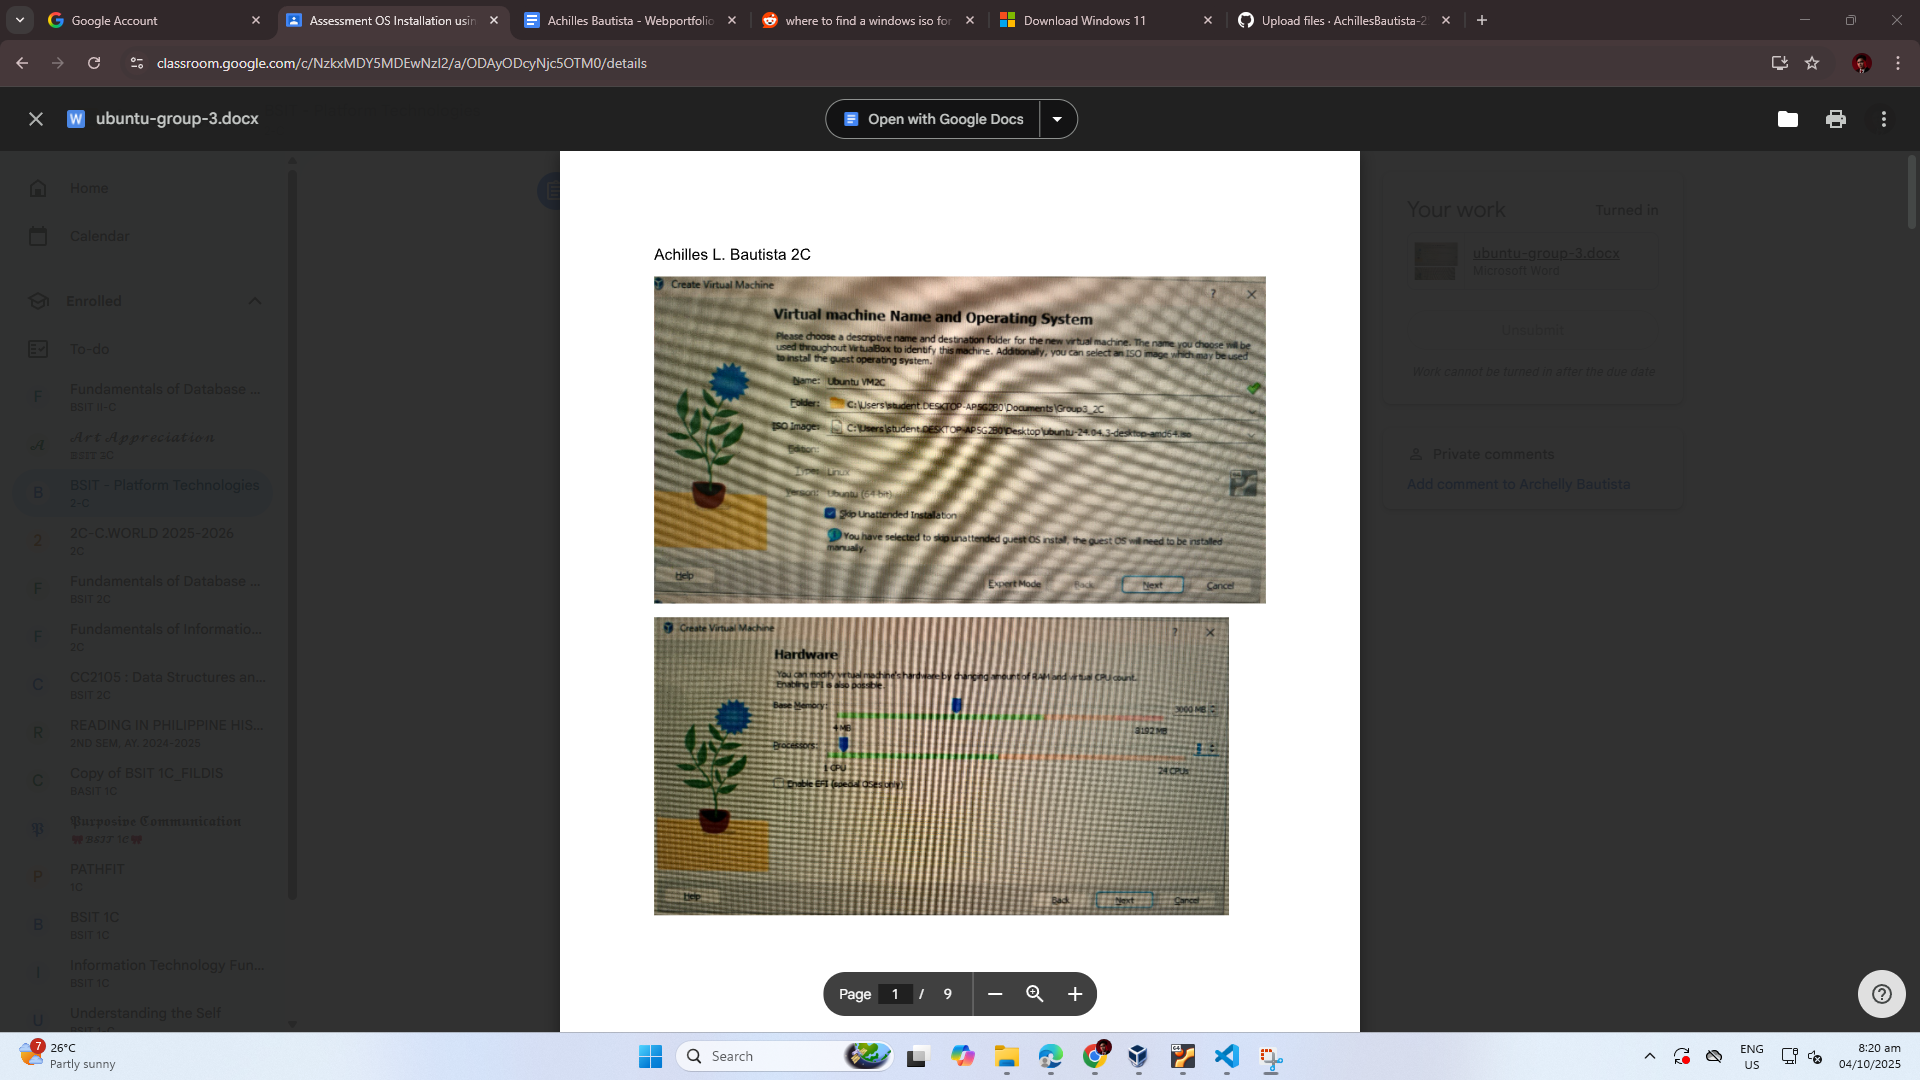 Google Account
Assessment OS Installation usin
Achilles Bautista - Webportfolio
where to find a windows iso for
Download Windows 11
Upload files · AchillesBautista-2
classroom.google.com/c/NzkxMDY5MDEwNzI2/a/ODAyODcyNjc5OTM0/details
ubuntu-group-3.docx
Open with Google Docs
Home
Calendar
Enrolled
To-do
F
Fundamentals of Database ...
BSIT II-C
A
𝓐𝓻𝓽 𝓐𝓹𝓹𝓻𝓮𝓬𝓲𝓪𝓽𝓲𝓸𝓷
BSIT 2C
B
BSIT - Platform Technologies
2-C
2
2C-C.WORLD 2025-2026
2C
F
Fundamentals of Database ...
BSIT 2C
F
Fundamentals of Informatio...
2C
C
CC2105 : Data Structures an...
BSIT 2C
R
READING IN PHILIPPINE HIS...
2ND SEM, AY. 2024-2025
C
Copy of BSIT 1C_FILDIS
BASIT 1C
𝕻
𝕻𝖚𝖗𝖕𝖔𝖘𝖎𝖛𝖊 𝕮𝖔𝖒𝖒𝖚𝖓𝖎𝖈𝖆𝖙𝖎𝖔𝖓
BSIT 1C
P
PATHFIT
1C
B
BSIT 1C
BSIT 1C
I
Information Technology Fun...
BSIT 1C
U
Understanding the Self
Achilles L. Bautista 2C
Create Virtual Machine
?
Virtual machine Name and Operating System
Please choose a descriptive name and destination folder for the new virtual machine. The name you choose will be
used throughout VirtualBox to identify this machine. Additionally, you can select an ISO image which may be used
to install the guest operating system.
Name: Ubuntu VM2C
Folder: C:\Users\student.DESKTOP-AP5G2B0\Documents\Group3_2C
ISO Image: C:\Users\student.DESKTOP-AP5G2B0\Desktop\ubuntu-24.04.3-desktop-amd64.iso
Edition:
Type: Linux
Version: Ubuntu (64-bit)
64
Skip Unattended Installation
You have selected to skip unattended guest OS install, the guest OS will need to be installed
manually.
Help
Expert Mode
Back
Next
Cancel
Create Virtual Machine
?
Hardware
You can modify virtual machine's hardware by changing amount of RAM and virtual CPU count.
Enabling EFI is also possible.
Base Memory:
3000 MB
4 MB
8192 MB
Processors:
1 CPU
24 CPUs
Enable EFI (special OSes only)
Help
Back
Next
Cancel
Your work
Turned in
ubuntu-group-3.docx
Microsoft Word
Unsubmit
Work cannot be turned in after the due date
Private comments
Add comment to Archelly Bautista
Page 1 / 9
7
26°C
Partly sunny
Search
ENG
US
8:20 am
04/10/2025